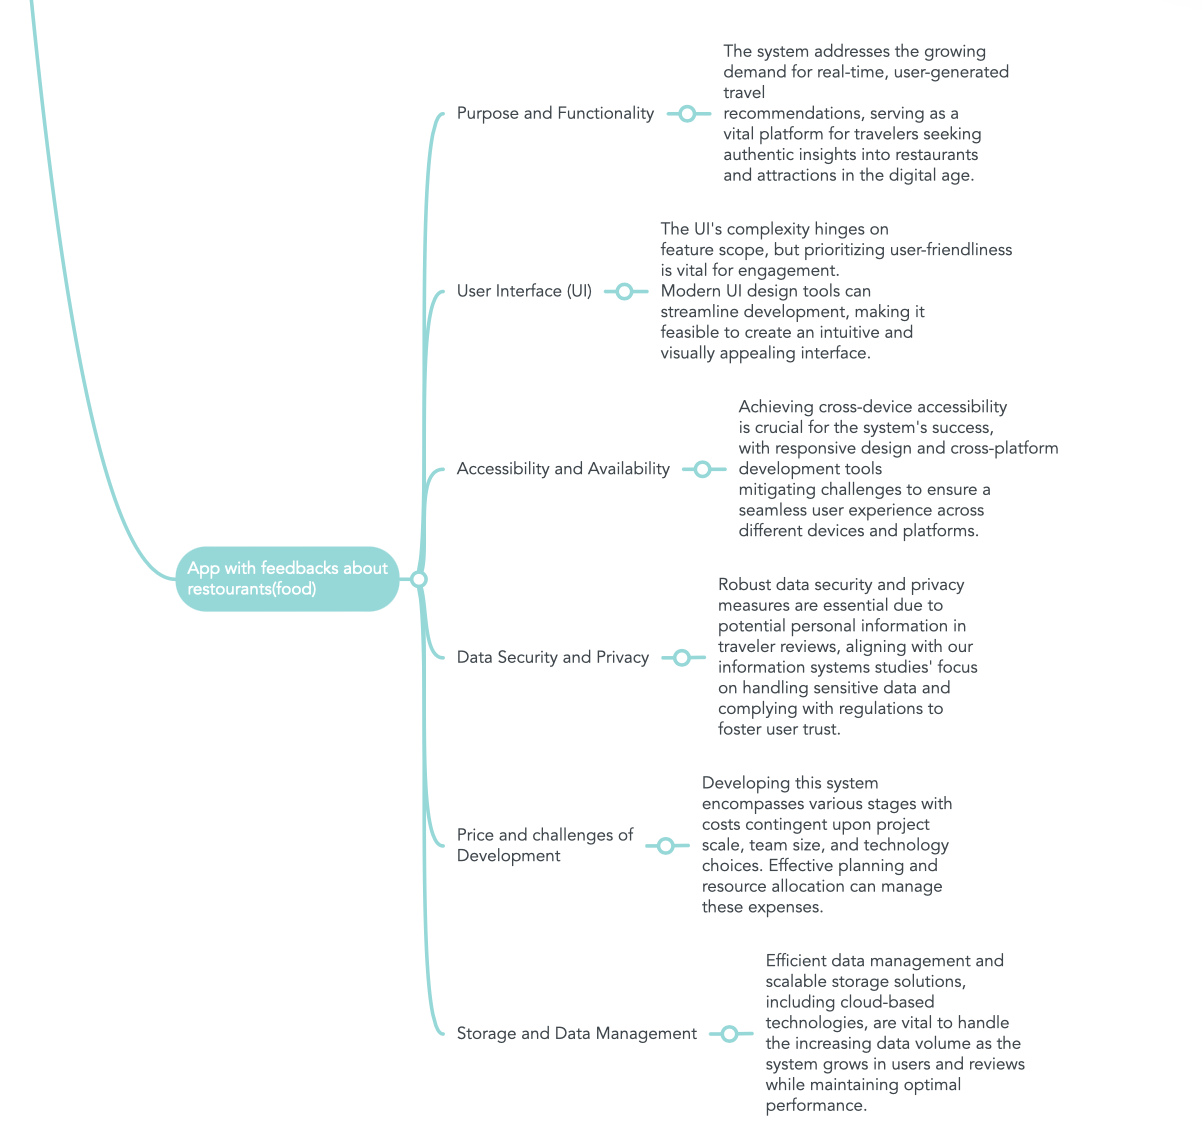 App with feedbacks about
restourants(food)
Purpose and Functionality
The system addresses the growing
demand for real-time, user-generated
travel
recommendations, serving as a
vital platform for travelers seeking
authentic insights into restaurants
and attractions in the digital age.
User Interface (UI)
The UI's complexity hinges on
feature scope, but prioritizing user-friendliness
is vital for engagement.
Modern UI design tools can
streamline development, making it
feasible to create an intuitive and
visually appealing interface.
Accessibility and Availability
Achieving cross-device accessibility
is crucial for the system's success,
with responsive design and cross-platform
development tools
mitigating challenges to ensure a
seamless user experience across
different devices and platforms.
Data Security and Privacy
Robust data security and privacy
measures are essential due to
potential personal information in
traveler reviews, aligning with our
information systems studies' focus
on handling sensitive data and
complying with regulations to
foster user trust.
Price and challenges of
Development
Developing this system
encompasses various stages with
costs contingent upon project
scale, team size, and technology
choices. Effective planning and
resource allocation can manage
these expenses.
Storage and Data Management
Efficient data management and
scalable storage solutions,
including cloud-based
technologies, are vital to handle
the increasing data volume as the
system grows in users and reviews
while maintaining optimal
performance.